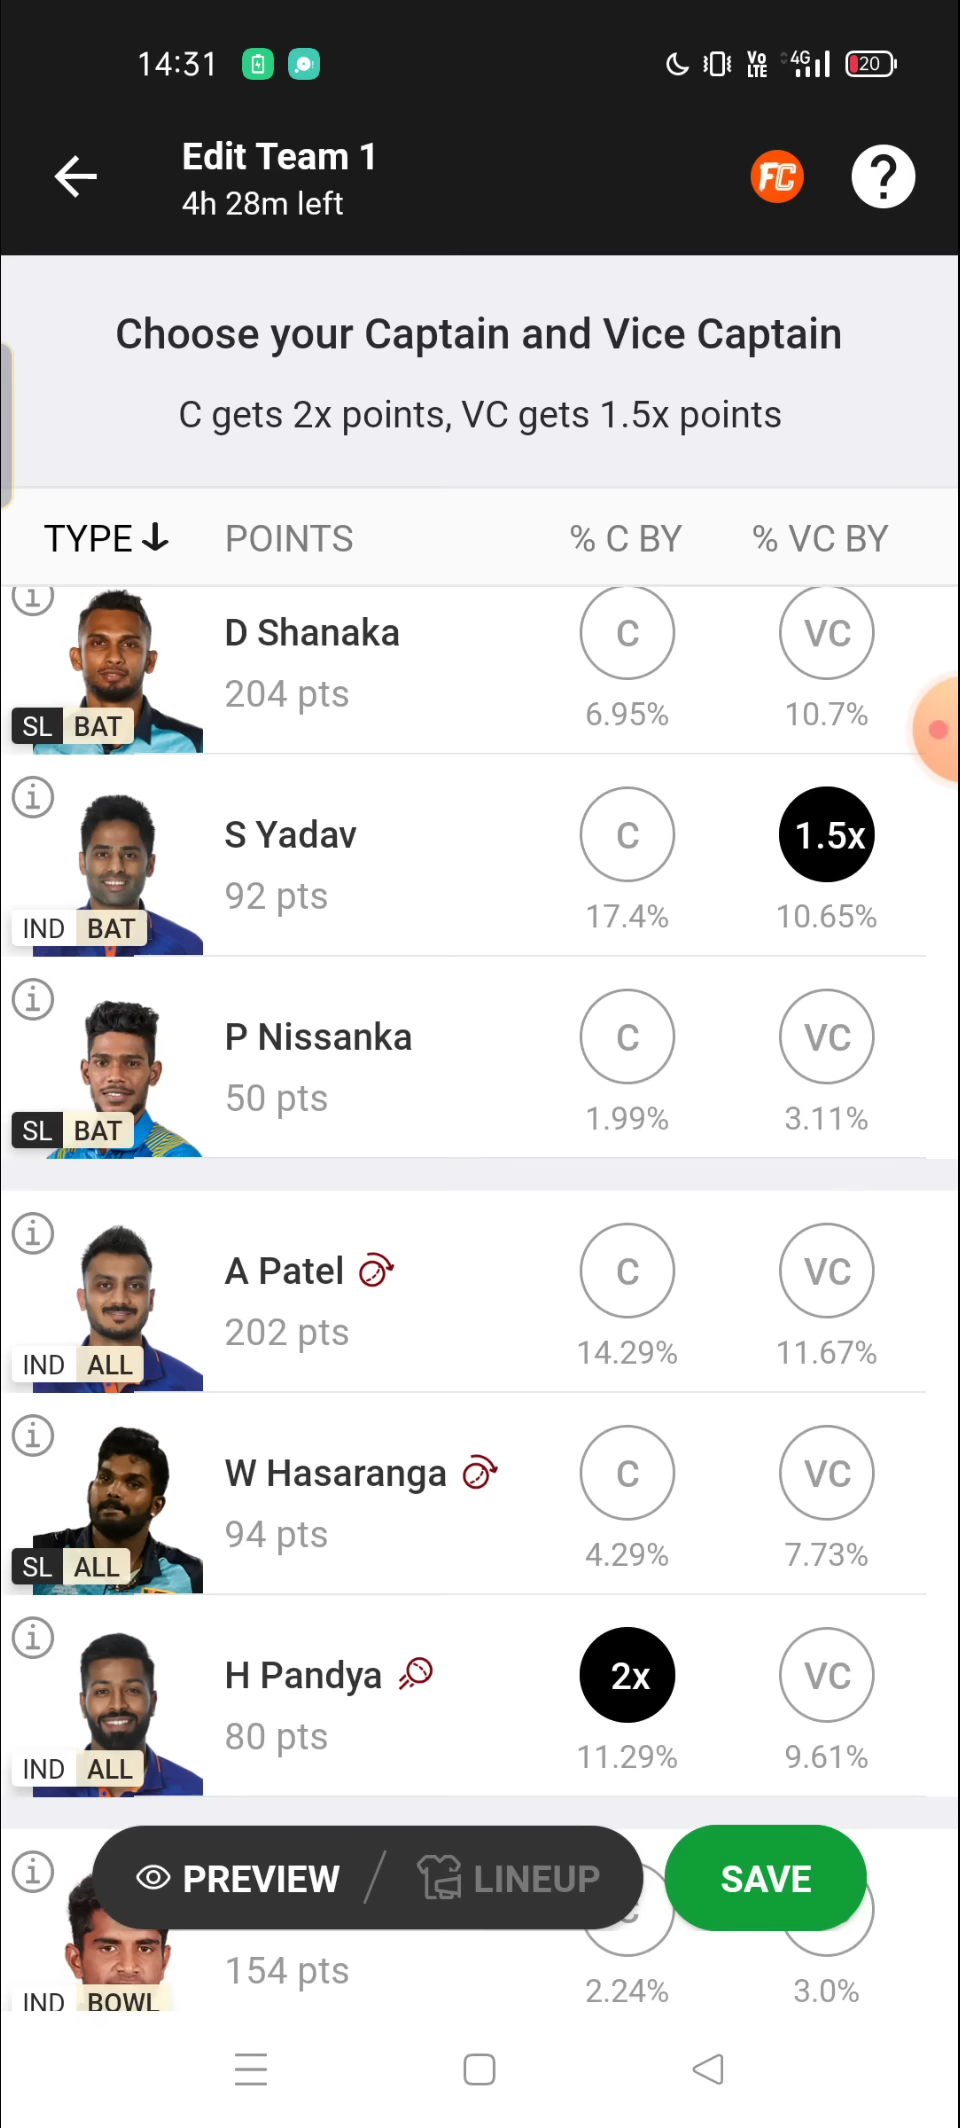 14:31
Vo LTE 4G 20
Edit Team 1
4h 28m left
FC
?
Choose your Captain and Vice Captain
C gets 2x points, VC gets 1.5x points
TYPE POINTS % C BY % VC BY
i
D Shanaka C VC
204 pts 6.95% 10.7%
SL BAT
i
S Yadav C 1.5x
92 pts 17.4% 10.65%
IND BAT
i
P Nissanka C VC
50 pts 1.99% 3.11%
SL BAT
i
A Patel C VC
202 pts 14.29% 11.67%
IND ALL
i
W Hasaranga C VC
94 pts 4.29% 7.73%
SL ALL
i
H Pandya 2x VC
80 pts 11.29% 9.61%
IND ALL
i
PREVIEW / LINEUP SAVE
154 pts 2.24% 3.0%
IND BOWL